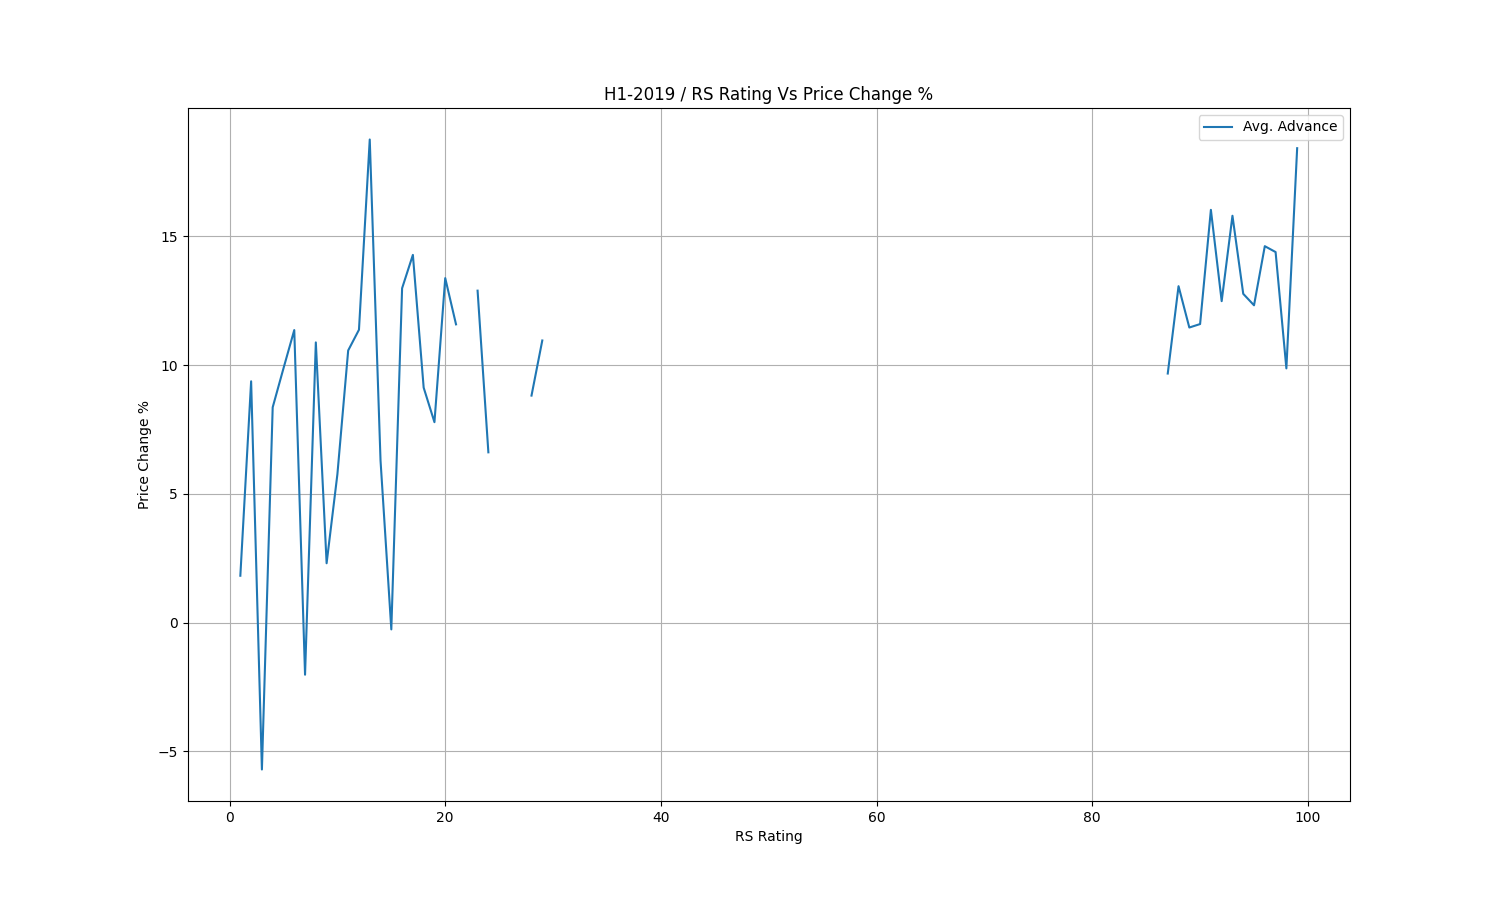 H1-2019 / RS Rating Vs Price Change %
Avg. Advance
15
10
5
0
−5
Price Change %
0 20 40 60 80 100
RS Rating